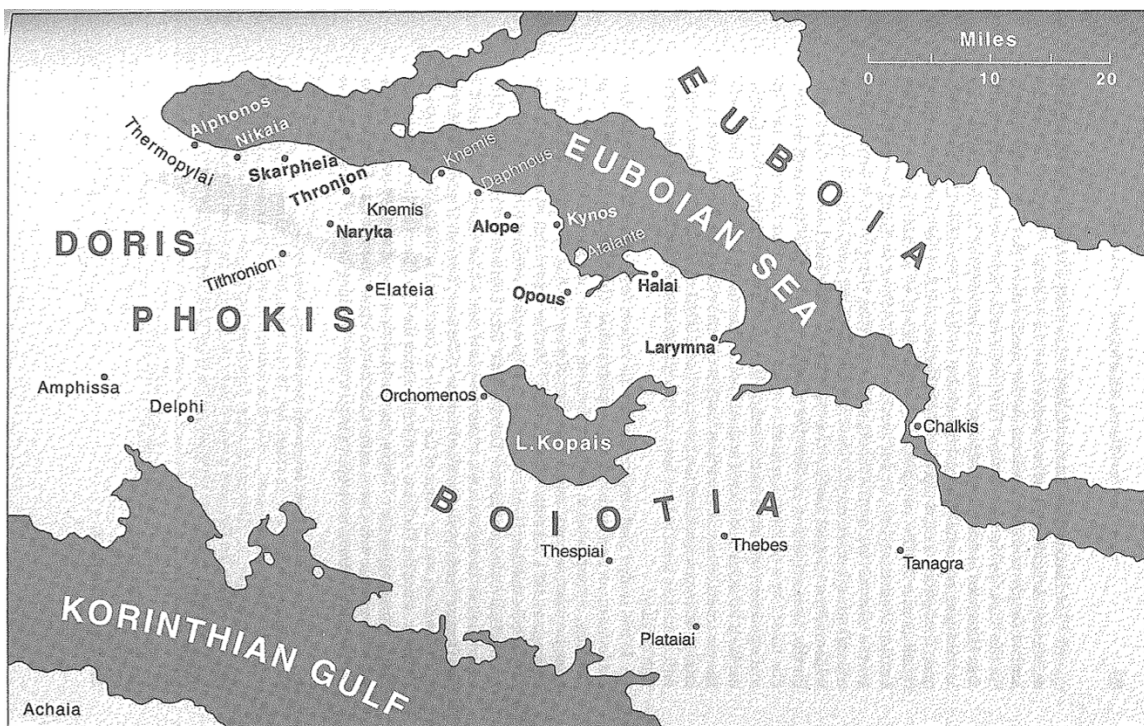 Miles
0 10 20
EUBOIA
Alphonos
Nikaia
Thermopylai
Skarpheia
Thronion
Knemis
Daphnous
EUBOIAN SEA
Knemis
Naryka
Alope
Kynos
Atalante
DORIS
Tithronion
Elateia
Opous
Halai
PHOKIS
Larymna
Amphissa
Delphi
Orchomenos
L. Kopais
Chalkis
BOIOTIA
Thespiai
Thebes
Tanagra
KORINTHIAN GULF
Plataiai
Achaia